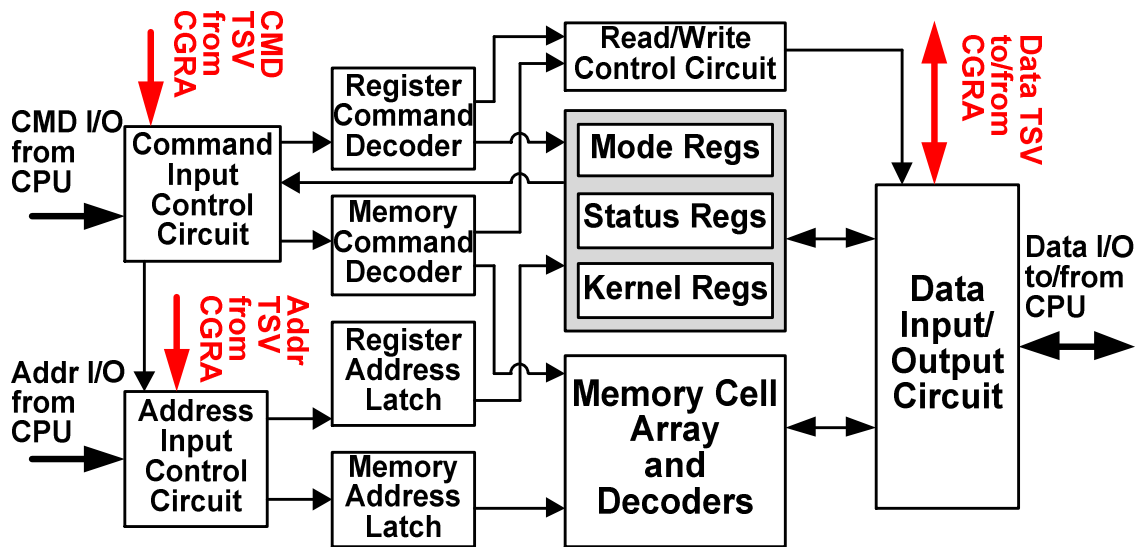 CMD
TSV
from
CGRA
CMD I/O
from
CPU
Command
Input
Control
Circuit
Register
Command
Decoder
Memory
Command
Decoder
Read/Write
Control Circuit
Mode Regs
Status Regs
Kernel Regs
Data TSV
to/from
CGRA
Data I/O
to/from
CPU
Data
Input/
Output
Circuit
Addr
TSV
from
CGRA
Addr I/O
from
CPU
Address
Input
Control
Circuit
Register
Address
Latch
Memory
Address
Latch
Memory Cell
Array
and
Decoders